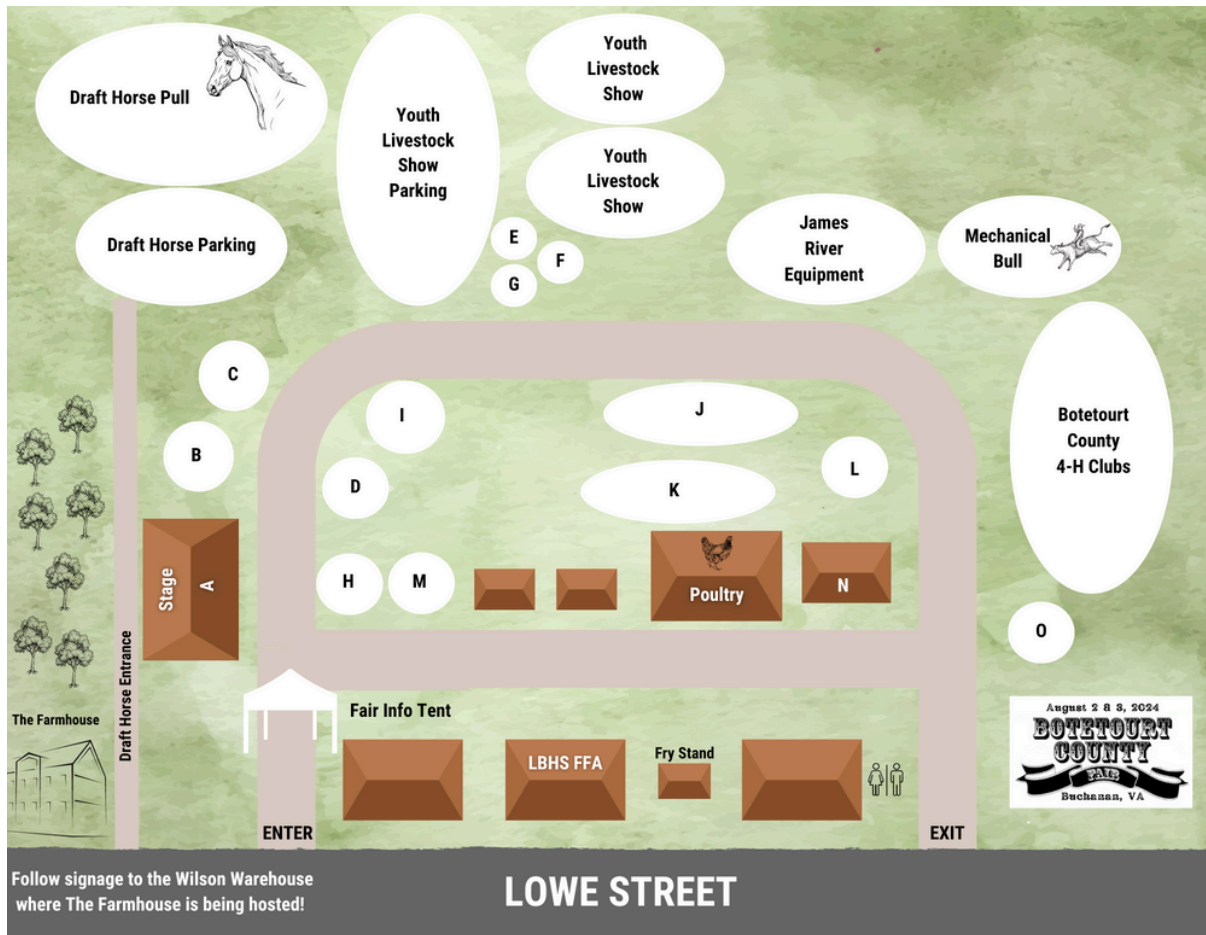 Draft Horse Pull
Youth
Livestock
Show
Parking
Youth
Livestock
Show
Youth
Livestock
Show
Draft Horse Parking
E
F
G
James
River
Equipment
Mechanical
Bull
C
B
I
D
J
K
L
Botetourt
County
4-H Clubs
Stage
A
H
M
Poultry
N
O
Draft Horse Entrance
The Farmhouse
Fair Info Tent
LBHS FFA
Fry Stand
August 2 & 3, 2024
BOTETOURT
COUNTY
FAIR
Buchanan, VA
ENTER
EXIT
Follow signage to the Wilson Warehouse
where The Farmhouse is being hosted!
LOWE STREET